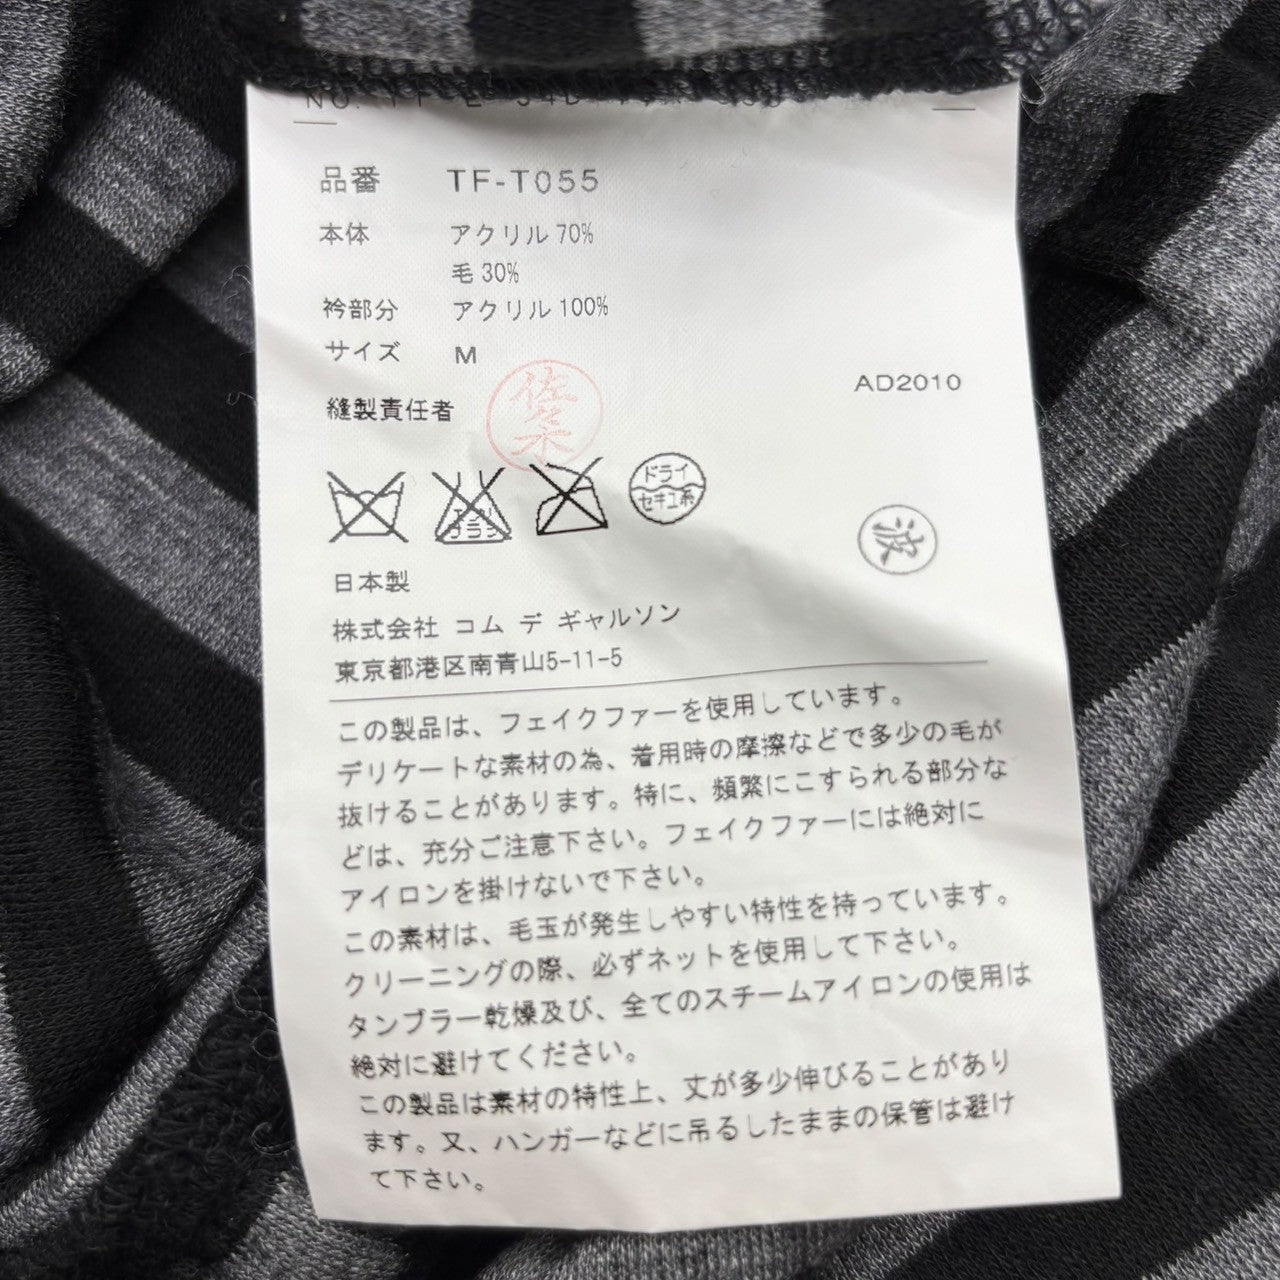 品番 TF-T055
本体 アクリル 70%
毛 30%
衿部分 アクリル 100%
サイズ M
AD2010
縫製責任者
ドライ
セキユ系
波
日本製
株式会社 コム デ ギャルソン
東京都港区南青山5-11-5
この製品は、フェイクファーを使用しています。
デリケートな素材の為、着用時の摩擦などで多少の毛が
抜けることがあります。特に、頻繁にこすられる部分な
どは、充分ご注意下さい。フェイクファーには絶対に
アイロンを掛けないで下さい。
この素材は、毛玉が発生しやすい特性を持っています。
クリーニングの際、必ずネットを使用して下さい。
タンブラー乾燥及び、全てのスチームアイロンの使用は
絶対に避けてください。
この製品は素材の特性上、丈が多少伸びることがあり
ます。又、ハンガーなどに吊るしたままの保管は避け
て下さい。